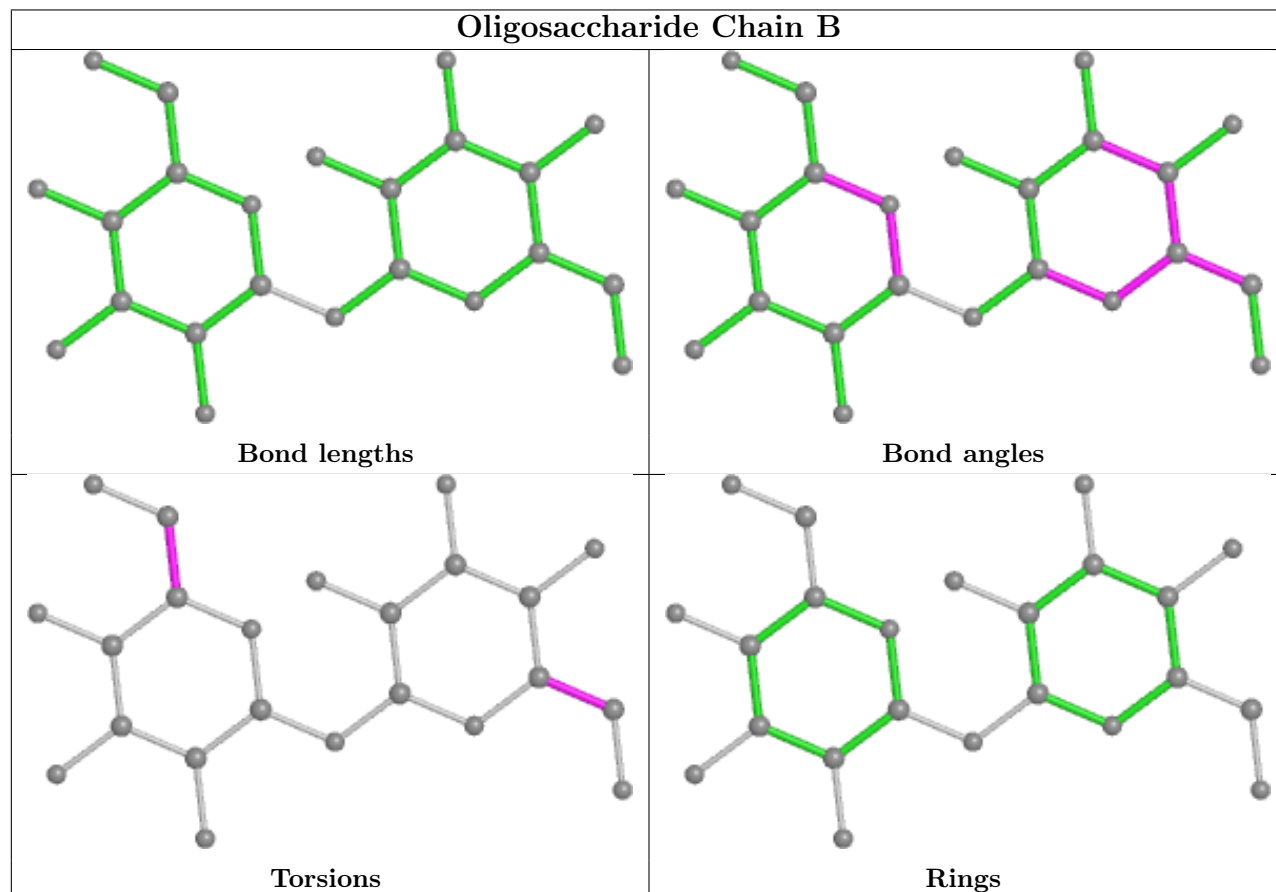 Oligosaccharide Chain B
Bond lengths
Bond angles
Torsions
Rings